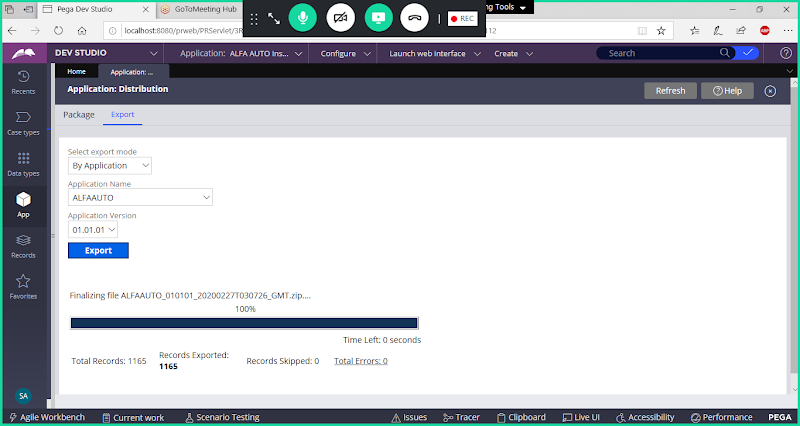 Pega Dev Studio
GoToMeeting Hub
ng Tools
REC
localhost:8080/prweb/PRServlet/3R
112
DEV STUDIO
Application: ALFA AUTO Ins...
Configure
Launch web interface
Create
Search
Home
Application: ...
Application: Distribution
Refresh
Help
Recents
Case types
Data types
App
Records
Favorites
SA
Package
Export
Select export mode
By Application
Application Name
ALFAAUTO
Application Version
01.01.01
Export
Finalizing file ALFAAUTO_010101_20200227T030726_GMT.zip....
100%
Time Left: 0 seconds
Total Records: 1165
Records Exported:
1165
Records Skipped: 0
Total Errors: 0
Agile Workbench
Current work
Scenario Testing
Issues
Tracer
Clipboard
Live UI
Accessibility
Performance
PEGA